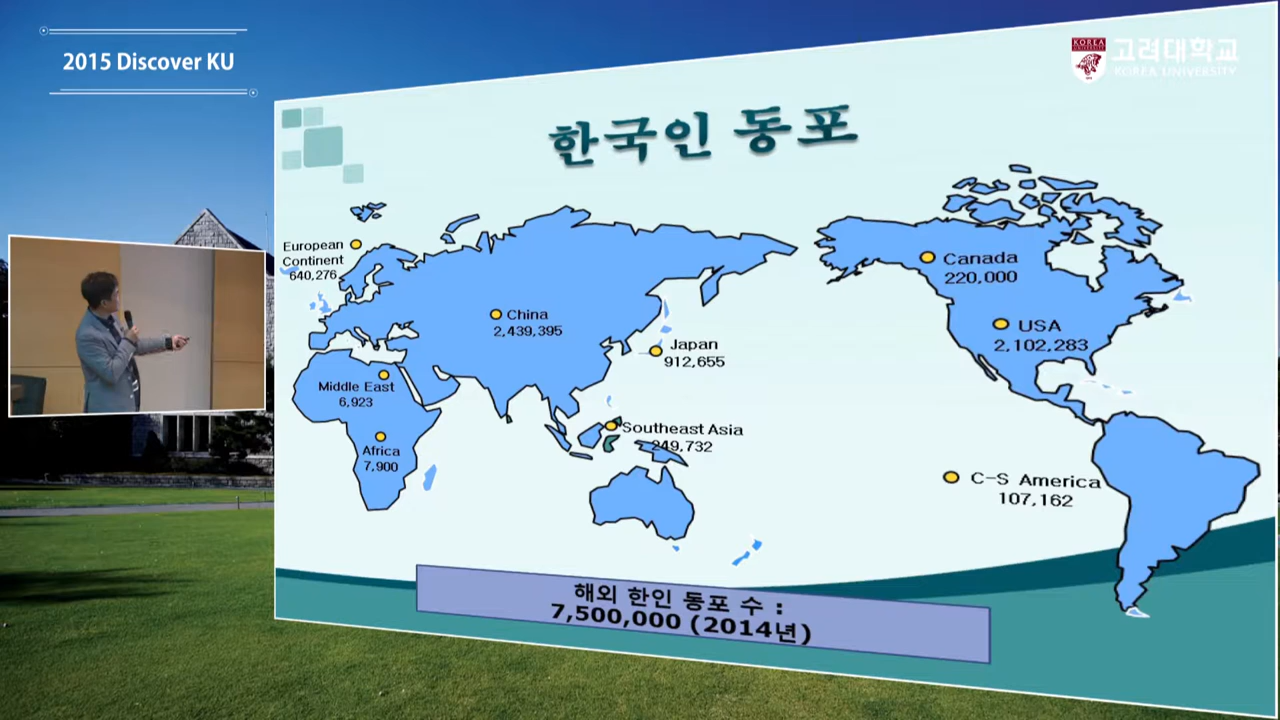 2015 Discover KU
KOREA
고려대학교
KOREA UNIVERSITY
한국인 동포
European
Continent
640,276
China
2,439,395
Japan
912,655
Middle East
6,923
Africa
7,900
Southeast Asia
249,732
Canada
220,000
USA
2,102,283
C-S America
107,162
해외 한인 동포 수 :
7,500,000 (2014년)